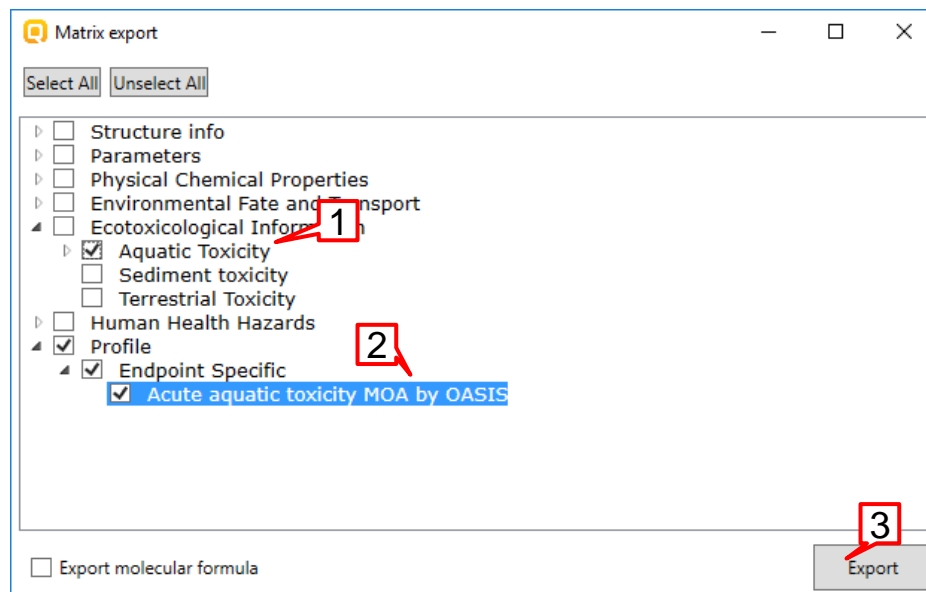 Matrix export
Select All Unselect All
Structure info
Parameters
Physical Chemical Properties
Environmental Fate and Transport
1
Ecotoxicological Information
Aquatic Toxicity
Sediment toxicity
Terrestrial Toxicity
Human Health Hazards
2
Profile
Endpoint Specific
Acute aquatic toxicity MOA by OASIS
3
Export molecular formula Export